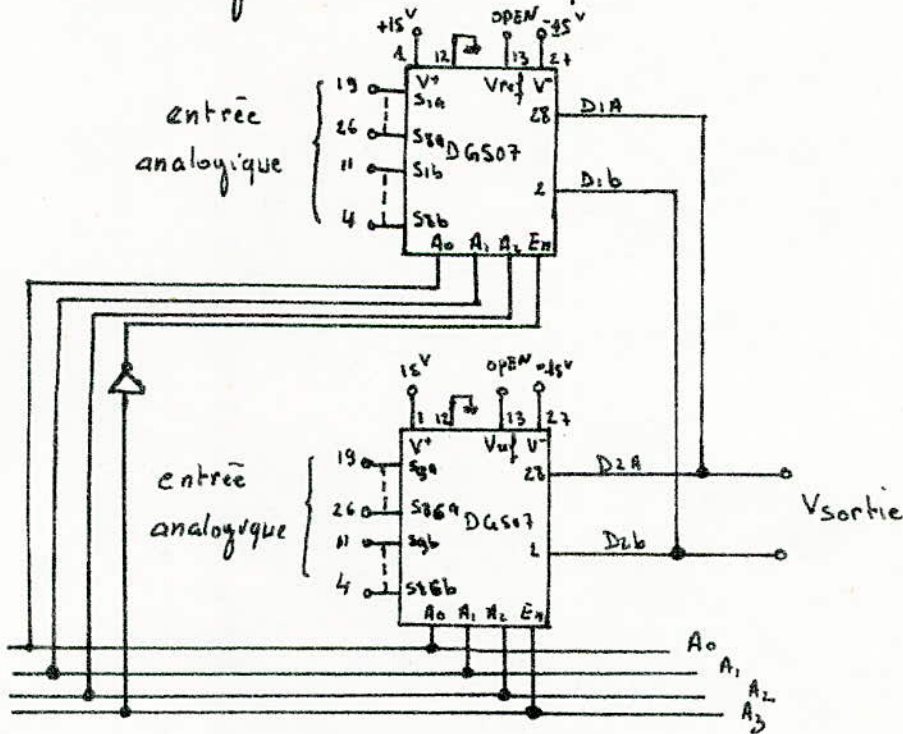 +15V OPEN -15V
1 12 13 27
V+ Vref V-
entrée
analogique
19 S1a
26 S8a
11 S1b
4 S8b
DG507
28 D1A
2 D1b
A0 A1 A2 En
15V OPEN -15V
1 12 13 27
V+ Vref V-
entrée
analogique
19 S9a
26 S16a
11 S9b
4 S16b
DG507
28 D2A
2 D2b
Vsortie
A0 A1 A2 En
A0
A1
A2
A3